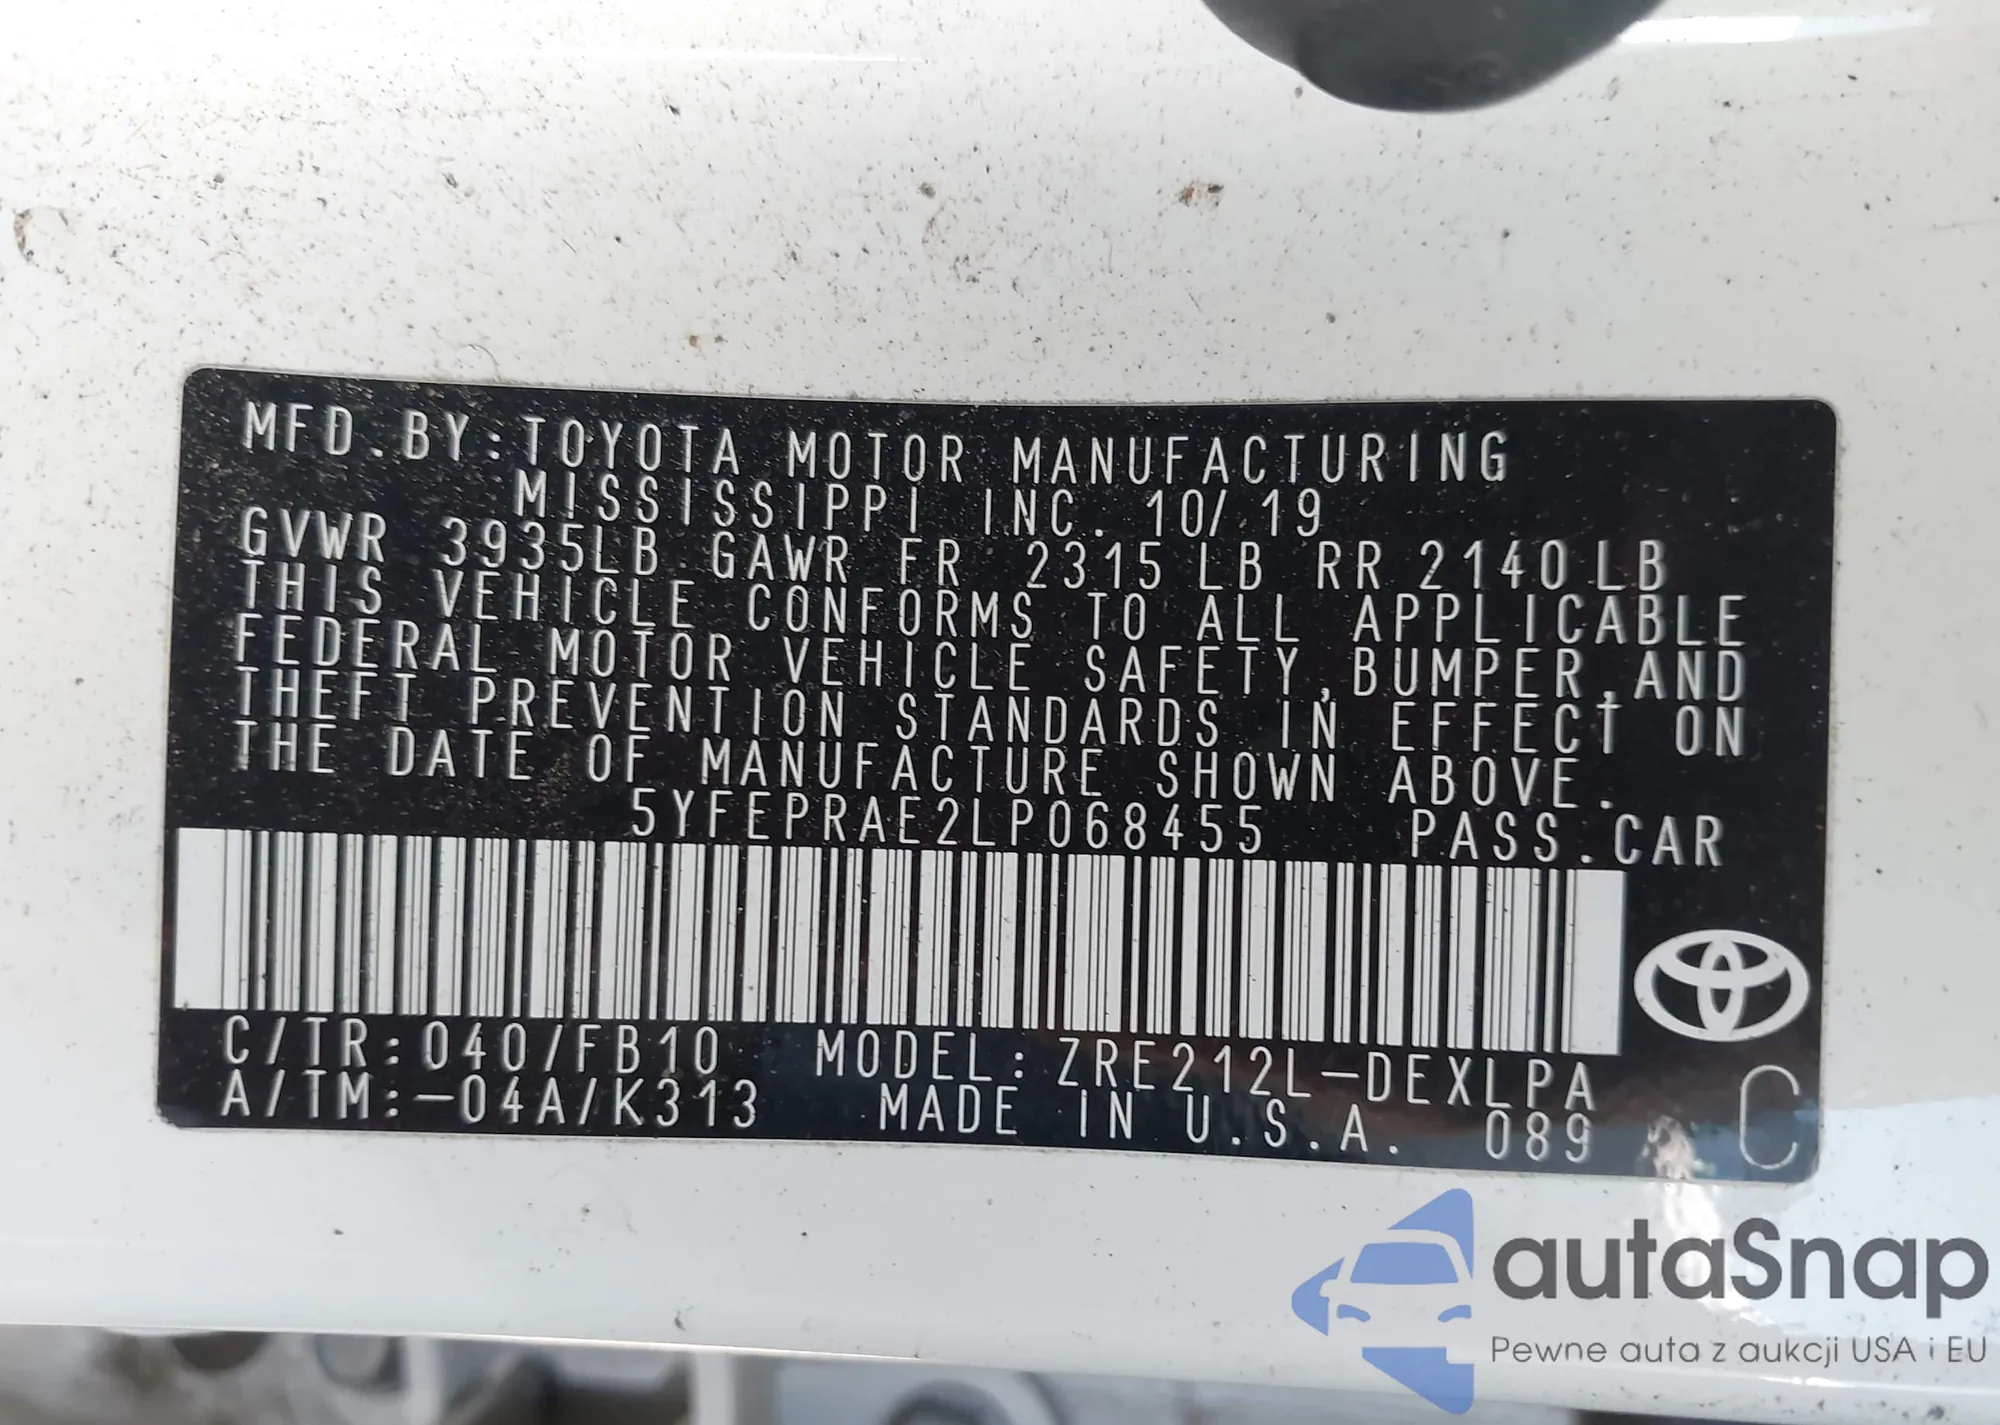 MFD.BY:TOYOTA MOTOR MANUFACTURING
MISSISSIPPI INC. 10/19
GVWR 3935LB GAWR FR 2315LB RR 2140LB
THIS VEHICLE CONFORMS TO ALL APPLICABLE
FEDERAL MOTOR VEHICLE SAFETY,BUMPER,AND
THEFT PREVENTION STANDARDS IN EFFECT ON
THE DATE OF MANUFACTURE SHOWN ABOVE.
5YFEPRAE2LP068455 PASS.CAR
C/TR:040/FB10 MODEL:ZRE212L-DEXLPA
A/TM:-04A/K313 MADE IN U.S.A. 089 C
autaSnap
Pewne auta z aukcji USA i EU